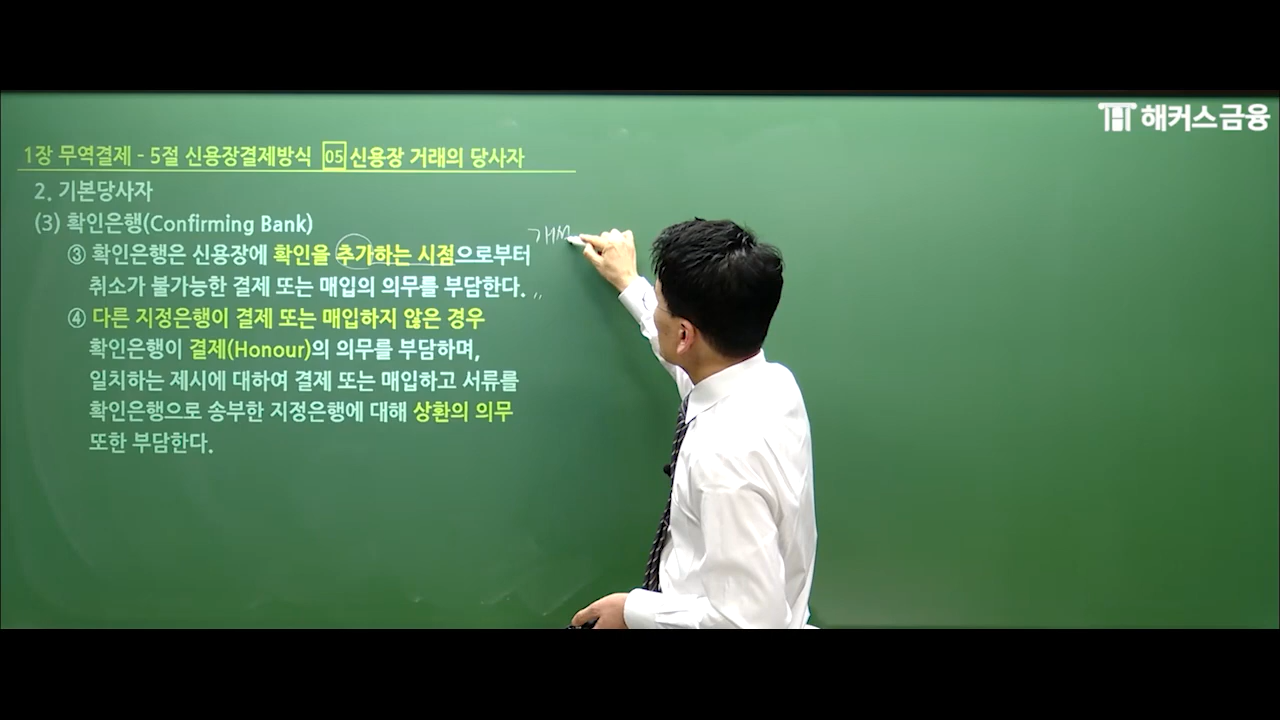 해커스금융
1장 무역결제 - 5절 신용장결제방식 05 신용장 거래의 당사자
2. 기본당사자
(3) 확인은행(Confirming Bank)
개설
③ 확인은행은 신용장에 확인을 추가하는 시점으로부터
취소가 불가능한 결제 또는 매입의 의무를 부담한다.
④ 다른 지정은행이 결제 또는 매입하지 않은 경우
확인은행이 결제(Honour)의 의무를 부담하며,
일치하는 제시에 대하여 결제 또는 매입하고 서류를
확인은행으로 송부한 지정은행에 대해 상환의 의무
또한 부담한다.